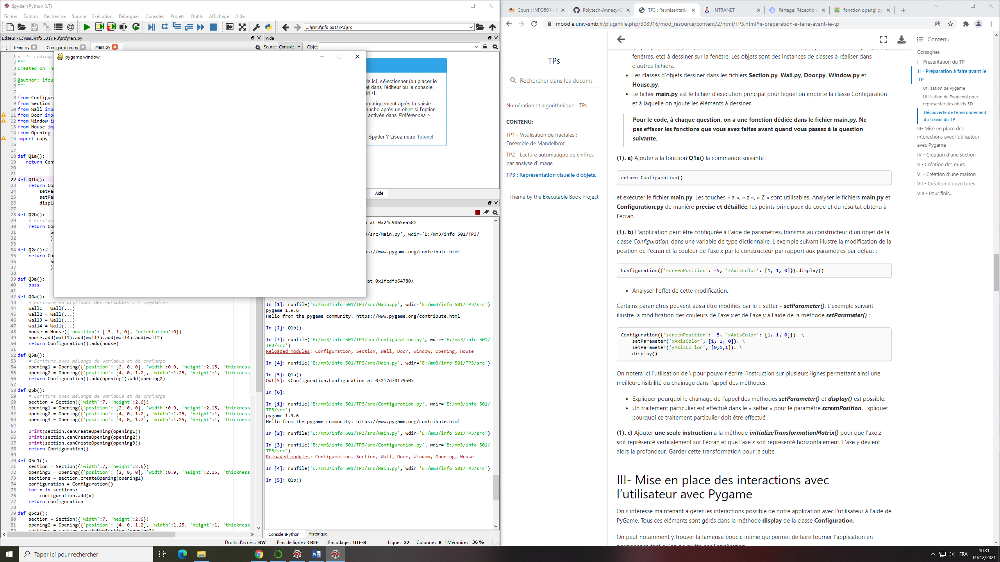 Spyder (Python 3.7)
Fichier Édition Recherche Source Exécution Déboguer Consoles Projets Outils Affichage Aide
E:\mm3\info 501\TP3\src
Éditeur - E:\mm3\info 501\TP3\src\Main.py
temp.py Configuration.py Main.py
1 # -*- coding:
2 """
3 Created on Th
4
5 @author: lfou
6 """
7
8 from Configur
9 from Section
10 from Wall imp
11 from Door imp
12 from Window i
13 from House im
14 from Opening
15 import copy
16
17
18 def Q1a():
19 return Con
20
21
22 def Q1b():
23 return Co
24 setPa
25 setPa
26 displ
27
28 def Q2b():
29 # Ecritur
30 return Co
31 S
32 )
33
34 def Q2c():#
35 return Co
36 S
37 )
38
39 def Q3a():
40 pass
41
42 def Q4a():
43 # Ecriture en utilisant des variables : A compléter
44 wall1 = Wall(...)
45 wall2 = Wall(...)
46 wall3 = Wall(...)
47 wall4 = Wall(...)
48 house = House({'position': [-3, 1, 0], 'orientation':0})
49 house.add(wall1).add(wall3).add(wall4).add(wall2)
50 return Configuration().add(house)
51
52 def Q5a():
53 # Ecriture avec mélange de variable et de chaînage
54 opening1 = Opening({'position': [2, 0, 0], 'width':0.9, 'height':2.15, 'thickness
55 opening2 = Opening({'position': [4, 0, 1.2], 'width':1.25, 'height':1, 'thickness
56 return Configuration().add(opening1).add(opening2)
57
58 def Q5b():
59 # Ecriture avec mélange de variable et de chaînage
60 section = Section({'width':7, 'height':2.6})
61 opening1 = Opening({'position': [2, 0, 0], 'width':0.9, 'height':2.15, 'thickness
62 opening2 = Opening({'position': [4, 0, 1.2], 'width':1.25, 'height':1, 'thickness
63 opening3 = Opening({'position': [4, 0, 1.7], 'width':1.25, 'height':1, 'thickness
64
65 print(section.canCreateOpening(opening1))
66 print(section.canCreateOpening(opening2))
67 print(section.canCreateOpening(opening3))
68 return Configuration()
69
70 def Q5c1():
71 section = Section({'width':7, 'height':2.6})
72 opening1 = Opening({'position': [2, 0, 0], 'width':0.9, 'height':2.15, 'thickness
73 sections = section.createOpening(opening1)
74 configuration = Configuration()
75 for x in sections:
76 configuration.add(x)
77 return configuration
78
79 def Q5c2():
80 section = Section({'width':7, 'height':2.6})
81 opening2 = Opening({'position': [4, 0, 1.2], 'width':1.25, 'height':1, 'thickness
82 sections = section.createNewSections(opening2)
pygame window
Aide
Source Console Objet
de ici, sélectionner (ou placer le
et dans l'éditeur ou la console,
trl+I.
omatiquement après la saisie
auche après un objet si l'option
activée dans Préférences >
Spyder ? Lisez notre Tutoriel
Aide
at 0x24c9065ea58>
3/src/Main.py', wdir='E:/mm3/info 501/TP3/
s://www.pygame.org/contribute.html
at 0x1fcdfb64780>
In [1]: runfile('E:/mm3/info 501/TP3/src/Main.py', wdir='E:/mm3/info 501/TP3/src')
pygame 1.9.6
Hello from the pygame community. https://www.pygame.org/contribute.html
In [2]: Q1b()
In [3]: runfile('E:/mm3/info 501/TP3/src/Configuration.py', wdir='E:/mm3/info 501/
TP3/src')
Reloaded modules: Configuration, Section, Wall, Door, Window, Opening, House
In [4]: runfile('E:/mm3/info 501/TP3/src/Main.py', wdir='E:/mm3/info 501/TP3/src')
In [5]: Q1a()
Out[5]: <Configuration.Configuration at 0x217d70179b0>
In [6]:
In [1]: runfile('E:/mm3/info 501/TP3/src/Configuration.py', wdir='E:/mm3/info 501/
TP3/src')
pygame 1.9.6
Hello from the pygame community. https://www.pygame.org/contribute.html
In [2]: runfile('E:/mm3/info 501/TP3/src/Main.py', wdir='E:/mm3/info 501/TP3/src')
In [3]: runfile('E:/mm3/info 501/TP3/src/Configuration.py', wdir='E:/mm3/info 501/
TP3/src')
Reloaded modules: Configuration, Section, Wall, Door, Window, Opening, House
In [4]: runfile('E:/mm3/info 501/TP3/src/Main.py', wdir='E:/mm3/info 501/TP3/src')
In [5]: Q1b()
Console IPython Historique
Droits d'accès : RW Fins de ligne : CRLF Encodage : UTF-8 Ligne : 22 Colonne : 8 Mémoire : 36 %
Cours : INFO501 - Polytech-Annecy-C TP3 : Représentatio INTRANET Partage: Réception fonction opengl py
moodle.univ-smb.fr/pluginfile.php/308916/mod_resource/content/2/html/TP3.html#ii-preparation-a-faire-avant-le-tp
TPs
Rechercher dans les docume
Numération et algorithmique - TPs
CONTENU:
TP1 - Visulisation de fractales :
Ensemble de Mandelbrot
TP2 - Lecture automatique de chiffres
par analyse d'image
TP3 : Représentation visuelle d'objets.
Theme by the Executable Book Project
fenêtres, etc) à dessiner sur la fenêtre. Les objets sont des instances de classes à réaliser dans
d'autres fichiers.
Les classes d'objets dessiner dans les fichiers Section.py, Wall.py, Door.py, Window.py et
House.py.
Le ficher main.py est le fichier d'exécution principal pour lequel on importe la classe Configuration
et à laquelle on ajoute les éléments à dessiner.
Pour le code, à chaque question, on a une fonction dédiée dans le fichier main.py. Ne
pas effacer les fonctions que vous avez faites avant quand vous passez à la question
suivante.
(1). a) Ajouter à la fonction Q1a() la commande suivante :
return Configuration()
et exécuter le fichier main.py. Les touches « a », « z », « Z » sont utilisables. Analyser le fichiers main.py et
Configuration.py de manière précise et détaillée, les points principaux du code et du résultat obtenu à
l'écran.
(1). b) L'application peut être configurée à l'aide de paramètres, transmis au constructeur d'un objet de la
classe Configuration, dans une variable de type dictionnaire. L'exemple suivant illustre la modification de la
position de l'écran et la couleur de l'axe x par le constructeur par rapport aux paramètres par défaut :
Configuration({'screenPosition': -5, 'xAxisColor': [1, 1, 0]}).display()
Analyser l'effet de cette modification.
Certains paramètres peuvent aussi être modifiés par le « setter » setParameter(). L'exemple suivant
illustre la modification des couleurs de l'axe x et de l'axe y à l'aide de la méthode setParameter() :
Configuration({'screenPosition': -5, 'xAxisColor': [1, 1, 0]}). \
setParameter('xAxisColor', [1, 1, 0]). \
setParameter('yAxisCo lor', [0,1,1]). \
display()
On notera ici l'utilisation de \ pour pouvoir écrire l'instruction sur plusieurs lignes permettant ainsi une
meilleure lisibilité du chaînage dans l'appel des méthodes.
Expliquer pourquoi le chaînage de l'appel des méthodes setParameter() et display() est possible.
Un traitement particulier est effectué dans le « setter » pour le paramètre screenPosition. Expliquer
pourquoi ce traitement particulier doit être effectué.
(1). c) Ajouter une seule instruction à la méthode initializeTransformationMatrix() pour que l'axe z
soit représenté verticalement sur l'écran et que l'axe x soit représenté horizontalement. L'axe y devient
alors la profondeur. Garder cette transformation pour la suite.
III- Mise en place des interactions avec
l'utilisateur avec Pygame
On s'intéresse maintenant à gérer les interactions possible de notre application avec l'utilisateur à l'aide de
PyGame. Tous ces éléments sont gérés dans la méthode display de la classe Configuration.
On peut notamment y trouver la fameuse boucle infinie qui permet de faire tourner l'application en
Contenu
Consignes
I - Présentation du TP
II - Préparation à faire avant le
TP
Utilisation de Pygame
Utilisation de Pyopengl pour
représenter des objets 3D
Découverte de l'environnement
du travail du TP
III- Mise en place des
interactions avec l'utilisateur
avec Pygame
IV - Création d'une section
V - Création des murs
VI - Création d'une maison
VII - Création d'ouvertures
VIII - Pour finir...
Taper ici pour rechercher
FRA
10:31
09/12/2021